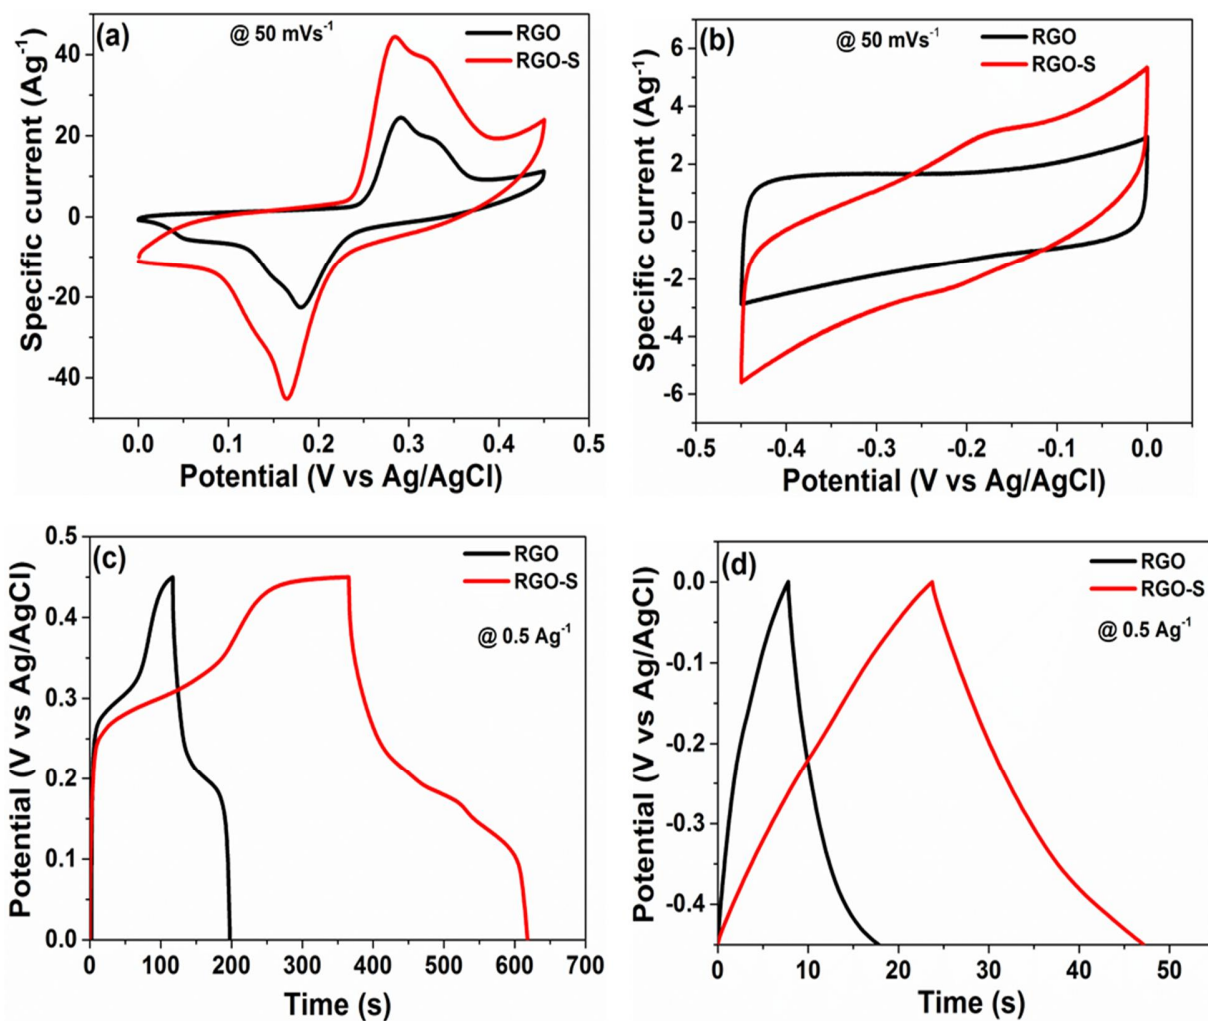 (a)
@ 50 mVs⁻¹
RGO
RGO-S
Specific current (Ag⁻¹)
40
20
0
-20
-40
0.0 0.1 0.2 0.3 0.4 0.5
Potential (V vs Ag/AgCl)
(b)
@ 50 mVs⁻¹
RGO
RGO-S
Specific current (Ag⁻¹)
6
4
2
0
-2
-4
-6
-0.5 -0.4 -0.3 -0.2 -0.1 0.0
Potential (V vs Ag/AgCl)
(c)
RGO
RGO-S
@ 0.5 Ag⁻¹
Potential (V vs Ag/AgCl)
0.5
0.4
0.3
0.2
0.1
0.0
0 100 200 300 400 500 600 700
Time (s)
(d)
RGO
RGO-S
@ 0.5 Ag⁻¹
Potential (V vs Ag/AgCl)
0.0
-0.1
-0.2
-0.3
-0.4
0 10 20 30 40 50
Time (s)